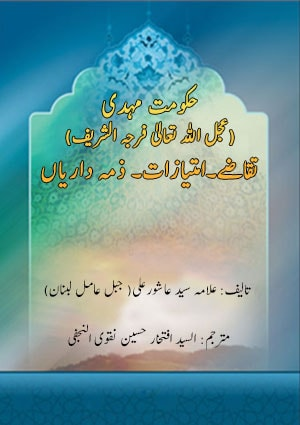 حکومت مہدی
(عجل اللہ تعالیٰ فرجہ الشریف)
تقاضے۔امتیازات۔ ذمہ داریاں
تالیف: علامہ سید عاشور علی( جبل عامل لبنان)
مترجم: السید افتخار حسین نقوی النجفی